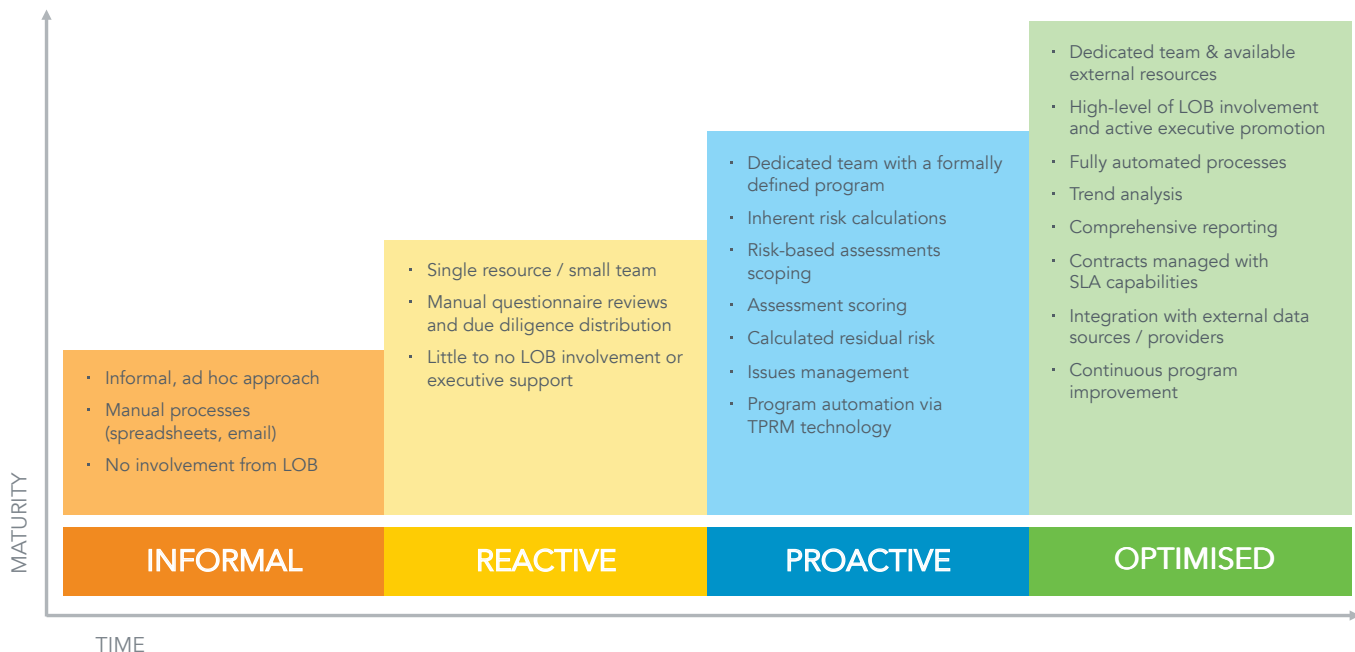 MATURITY
· Informal, ad hoc approach
· Manual processes
(spreadsheets, email)
· No involvement from LOB
INFORMAL
· Single resource / small team
· Manual questionnaire reviews
and due diligence distribution
· Little to no LOB involvement or
executive support
REACTIVE
· Dedicated team with a formally
defined program
· Inherent risk calculations
· Risk-based assessments
scoping
· Assessment scoring
· Calculated residual risk
· Issues management
· Program automation via
TPRM technology
PROACTIVE
· Dedicated team & available
external resources
· High-level of LOB involvement
and active executive promotion
· Fully automated processes
· Trend analysis
· Comprehensive reporting
· Contracts managed with
SLA capabilities
· Integration with external data
sources / providers
· Continuous program
improvement
OPTIMISED
TIME